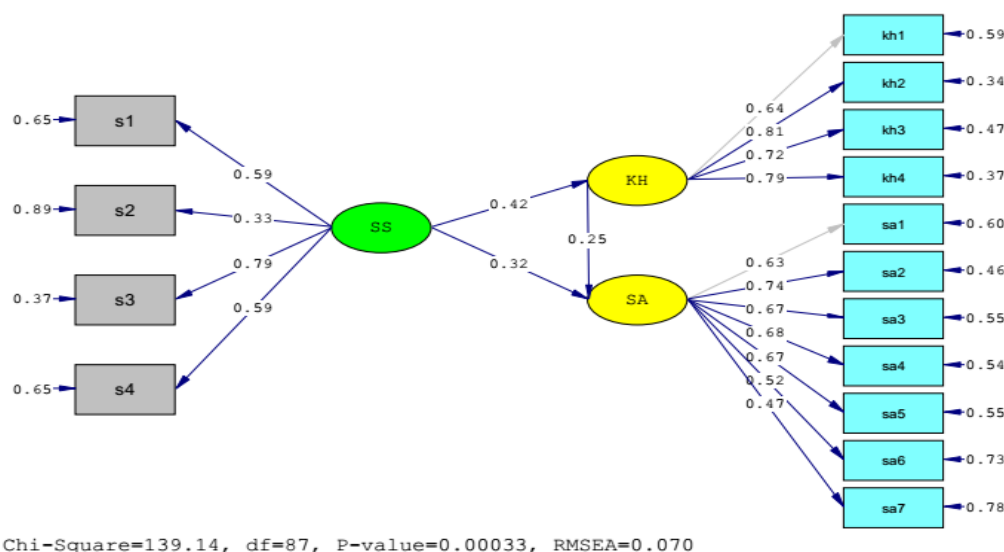 kh1
0.59
kh2
0.34
0.65
s1
0.64
0.81
kh3
0.47
0.72
0.59
KH
0.79
kh4
0.37
0.89
s2
0.33
0.42
SS
0.25
sa1
0.60
0.79
0.32
0.63
sa2
0.46
0.37
s3
0.59
SA
0.74
0.67
sa3
0.55
0.68
0.67
sa4
0.54
0.52
0.65
s4
0.47
sa5
0.55
sa6
0.73
sa7
0.78
Chi-Square=139.14, df=87, P-value=0.00033, RMSEA=0.070